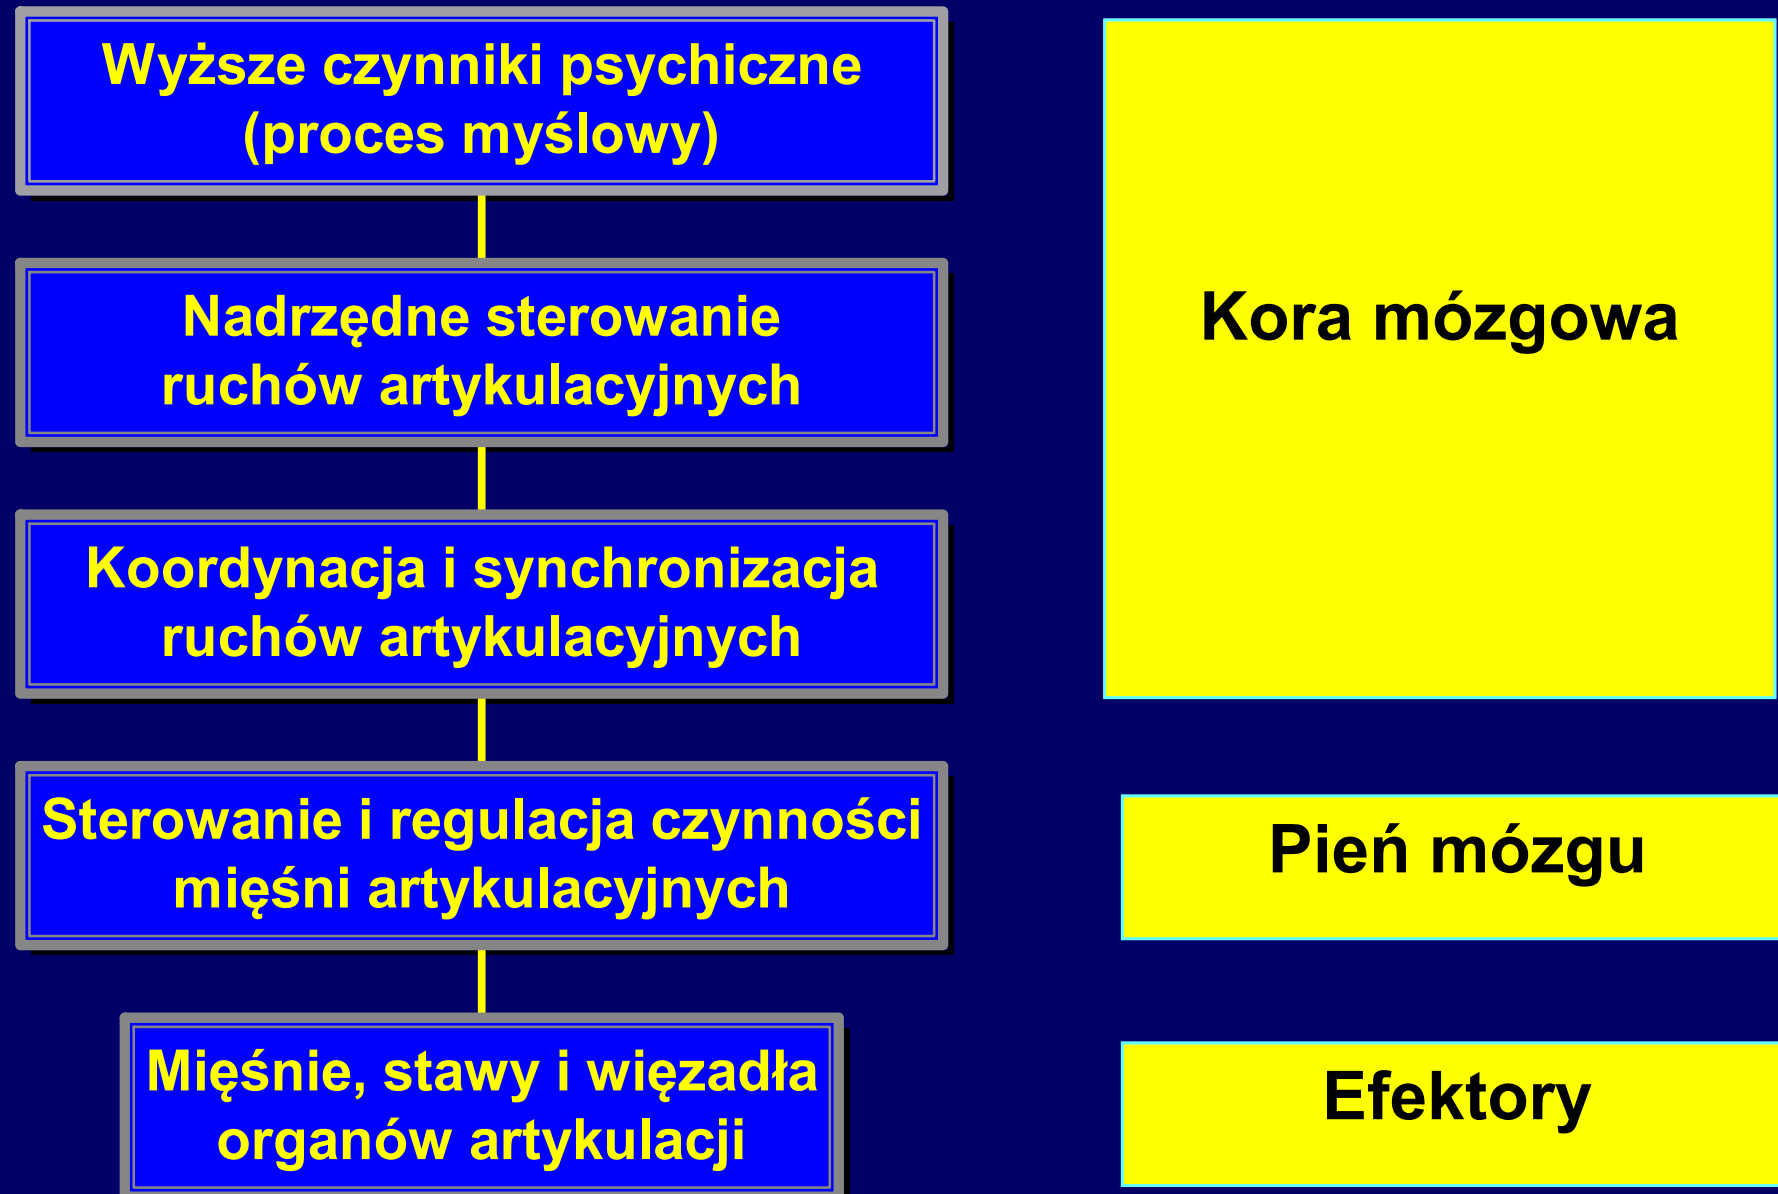 Wyższe czynniki psychiczne
(proces myślowy)
Nadrzędne sterowanie
ruchów artykulacyjnych
Koordynacja i synchronizacja
ruchów artykulacyjnych
Sterowanie i regulacja czynności
mięśni artykulacyjnych
Mięśnie, stawy i więzadła
organów artykulacji
Kora mózgowa
Pień mózgu
Efektory